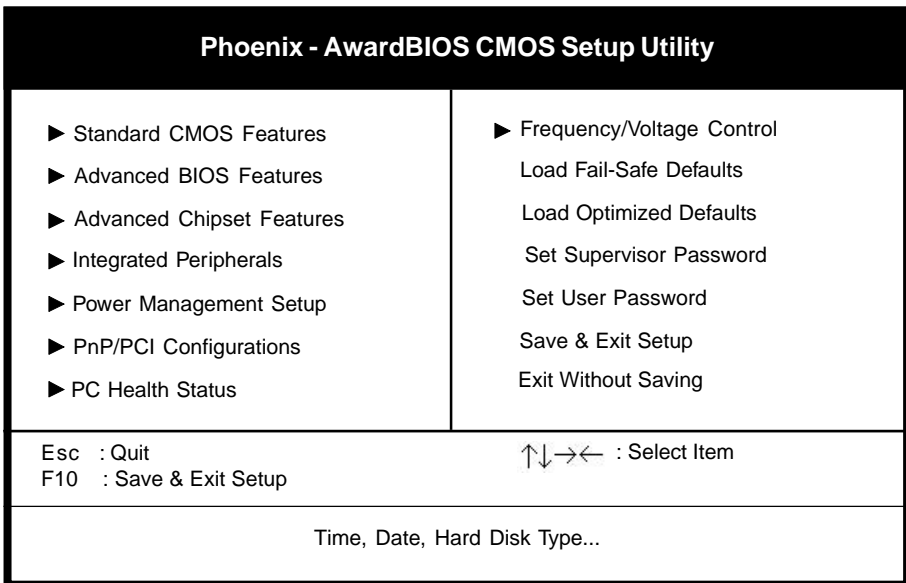 Phoenix - AwardBIOS CMOS Setup Utility
▶ Standard CMOS Features
▶ Advanced BIOS Features
▶ Advanced Chipset Features
▶ Integrated Peripherals
▶ Power Management Setup
▶ PnP/PCI Configurations
▶ PC Health Status
▶ Frequency/Voltage Control
Load Fail-Safe Defaults
Load Optimized Defaults
Set Supervisor Password
Set User Password
Save & Exit Setup
Exit Without Saving
Esc : Quit
F10 : Save & Exit Setup
↑↓→← : Select Item
Time, Date, Hard Disk Type...